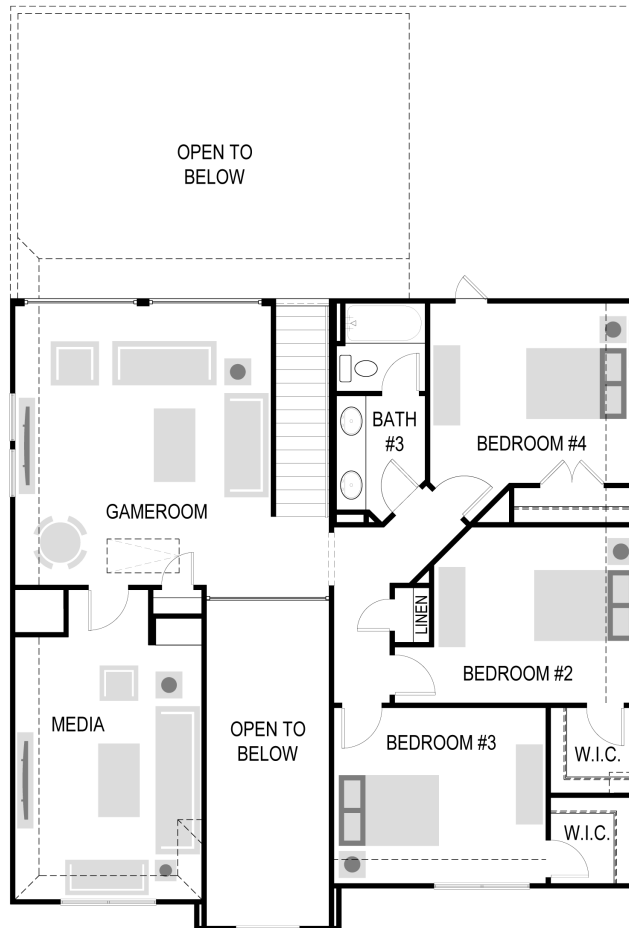 OPEN TO
BELOW
BATH
#3
BEDROOM #4
GAMEROOM
LINEN
BEDROOM #2
MEDIA
OPEN TO
BELOW
BEDROOM #3
W.I.C.
W.I.C.